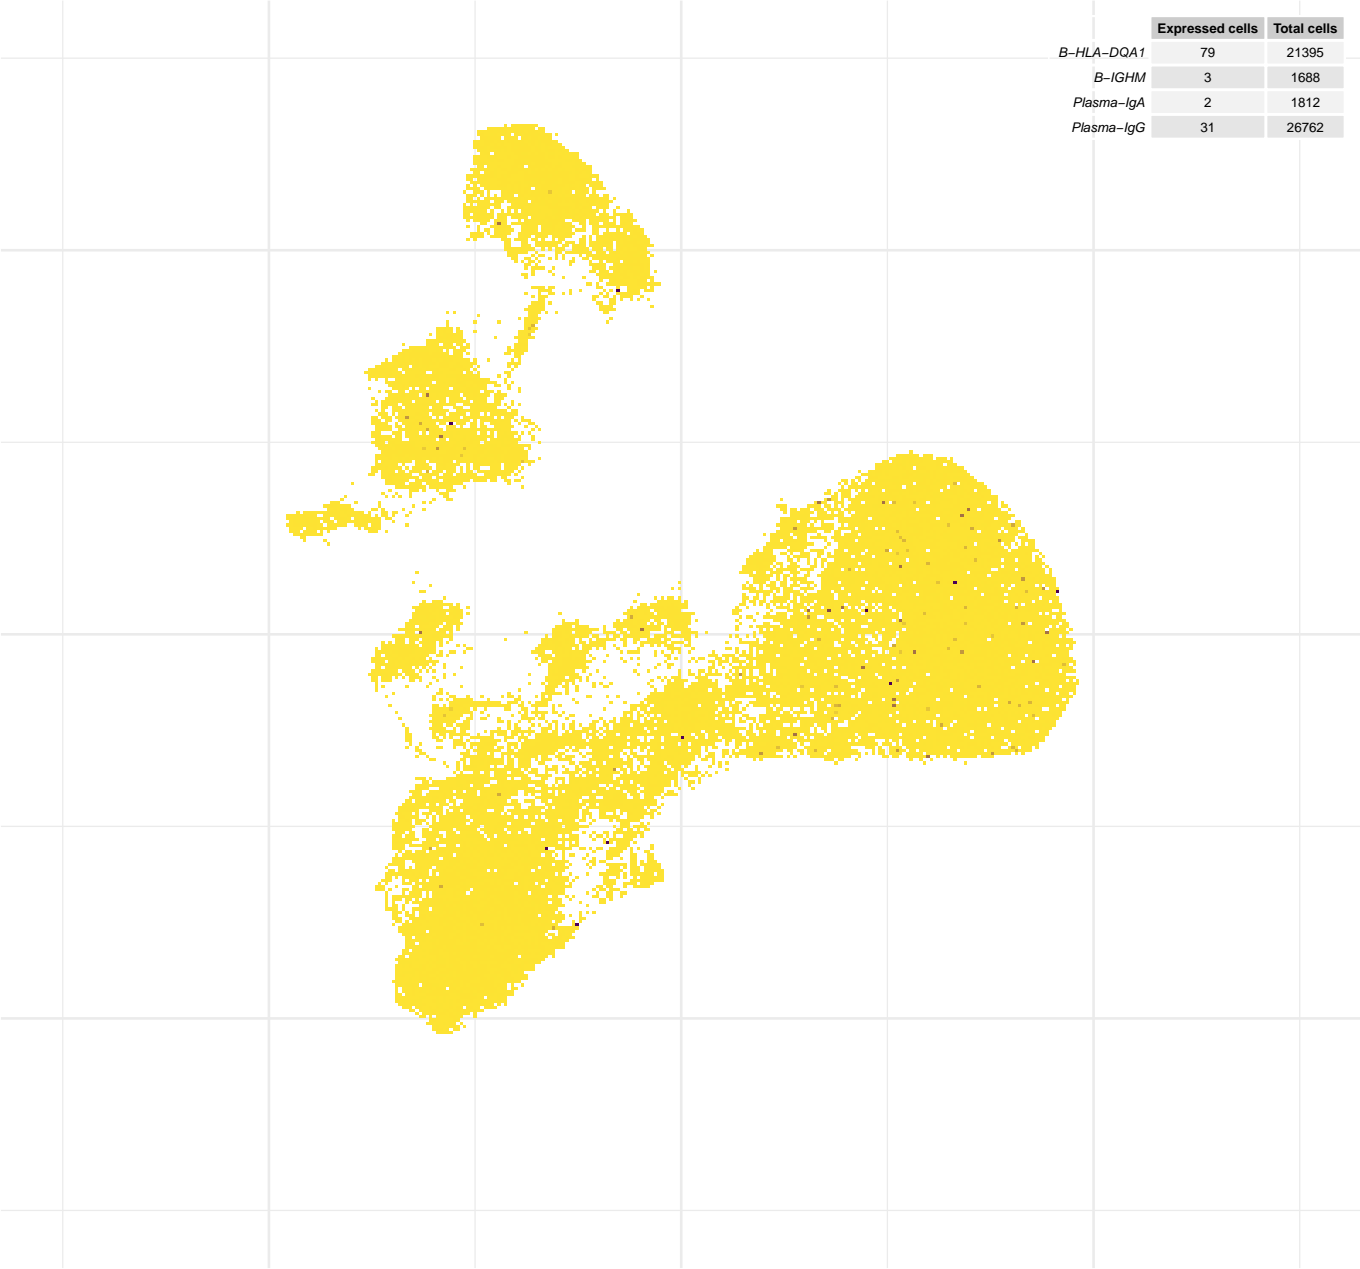 Expressed cells Total cells
B−HLA−DQA1 79 21395
B−IGHM 3 1688
Plasma−IgA 2 1812
Plasma−IgG 31 26762